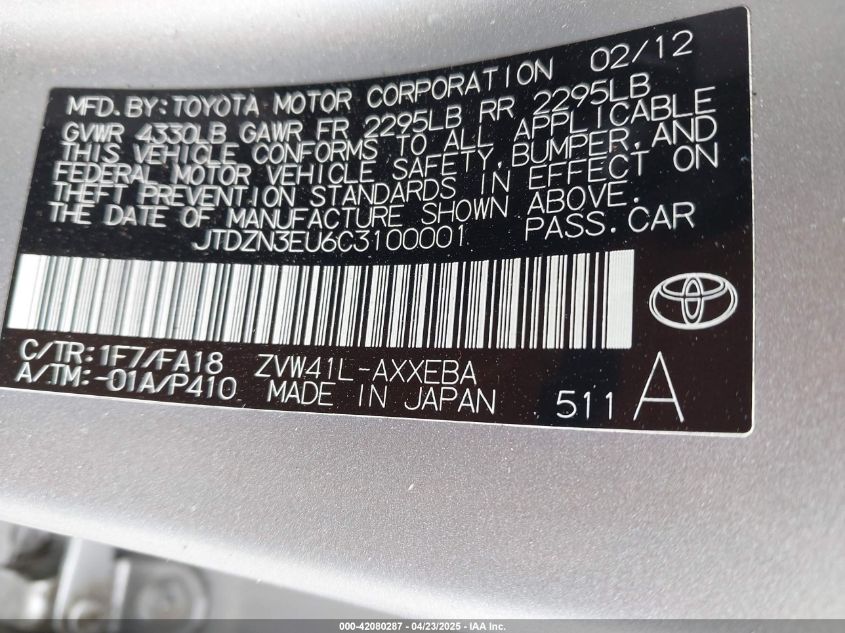 MFD. BY: TOYOTA MOTOR CORPORATION 02/12
GVWR 4330LB GAWR FR 2295LB RR 2295LB
THIS VEHICLE CONFORMS TO ALL APPLICABLE
FEDERAL MOTOR VEHICLE SAFETY, BUMPER, AND
THEFT PREVENTION STANDARDS IN EFFECT ON
THE DATE OF MANUFACTURE SHOWN ABOVE.
JTDZN3EU6C3100001 PASS. CAR
C/TR: 1F7/FA18 ZVW41L-AXXEBA
A/TM: -01A/P410 MADE IN JAPAN 511 A
000-42080287 - 04/23/2025 - IAA Inc.